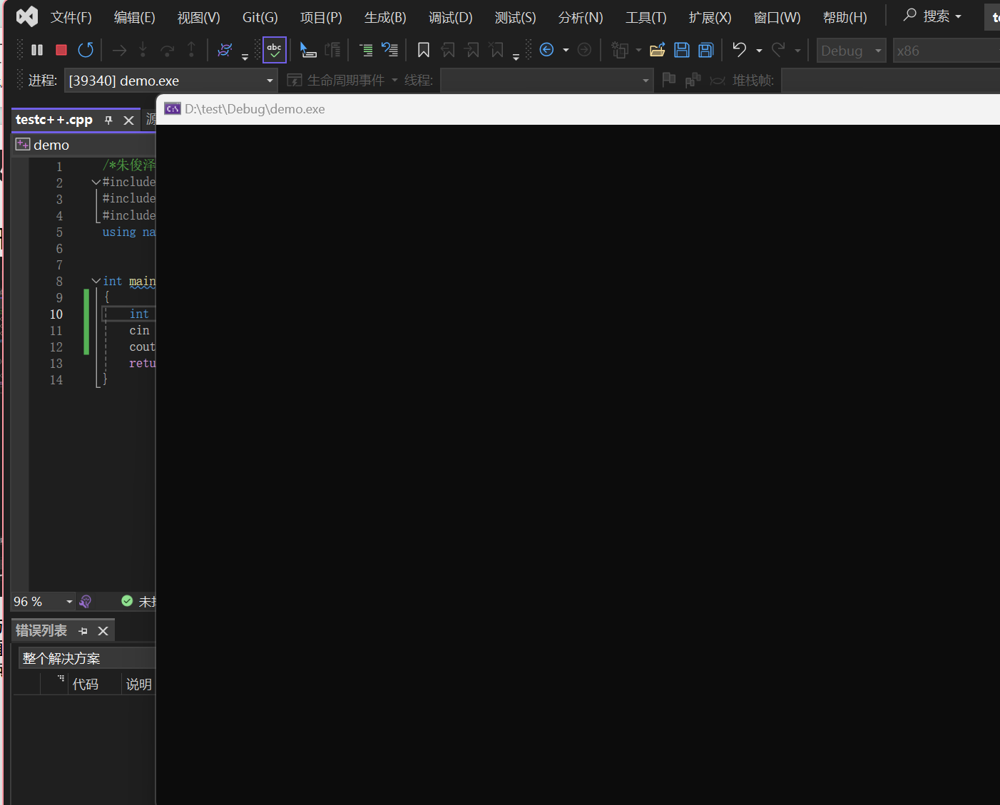 文件(F) 编辑(E) 视图(V) Git(G) 项目(P) 生成(B) 调试(D) 测试(S) 分析(N) 工具(T) 扩展(X) 窗口(W) 帮助(H) 搜索
abc Debug x86
进程: [39340] demo.exe 生命周期事件 线程: 堆栈帧:
D:\test\Debug\demo.exe
testc++.cpp 源
demo
1 /*朱俊泽
2 #include
3 #include
4 #include
5 using na
6
7
8 int main
9 {
10 int
11 cin
12 cout
13 retu
14 }
96 % 未
错误列表
整个解决方案
代码 说明